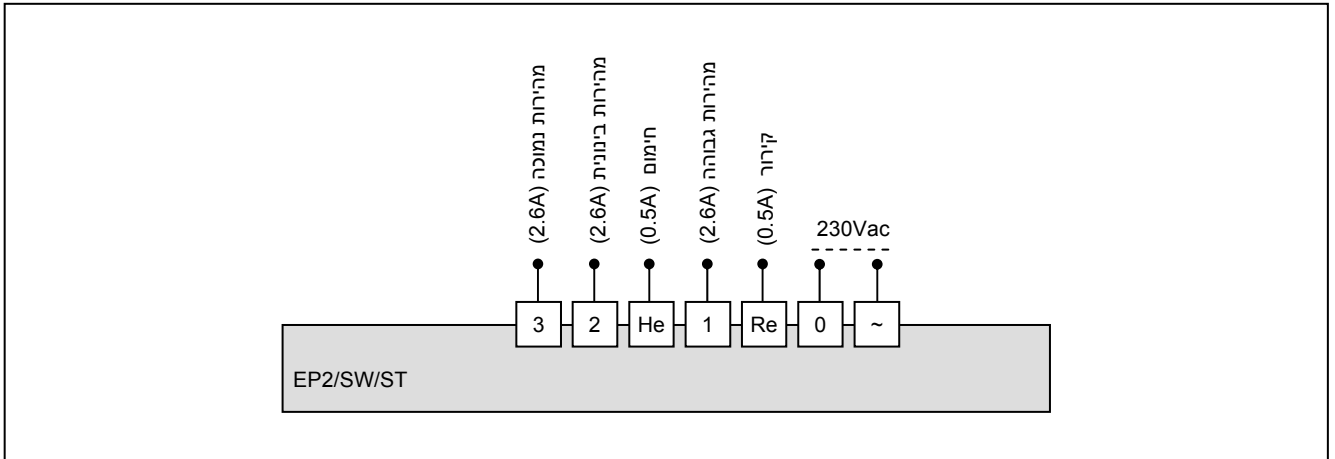 מהירות נמוכה (2.6A)
מהירות בינונית (2.6A)
חימום (0.5A)
מהירות גבוהה (2.6A)
קירור (0.5A)
230Vac
3 2 He 1 Re 0 ~
EP2/SW/ST